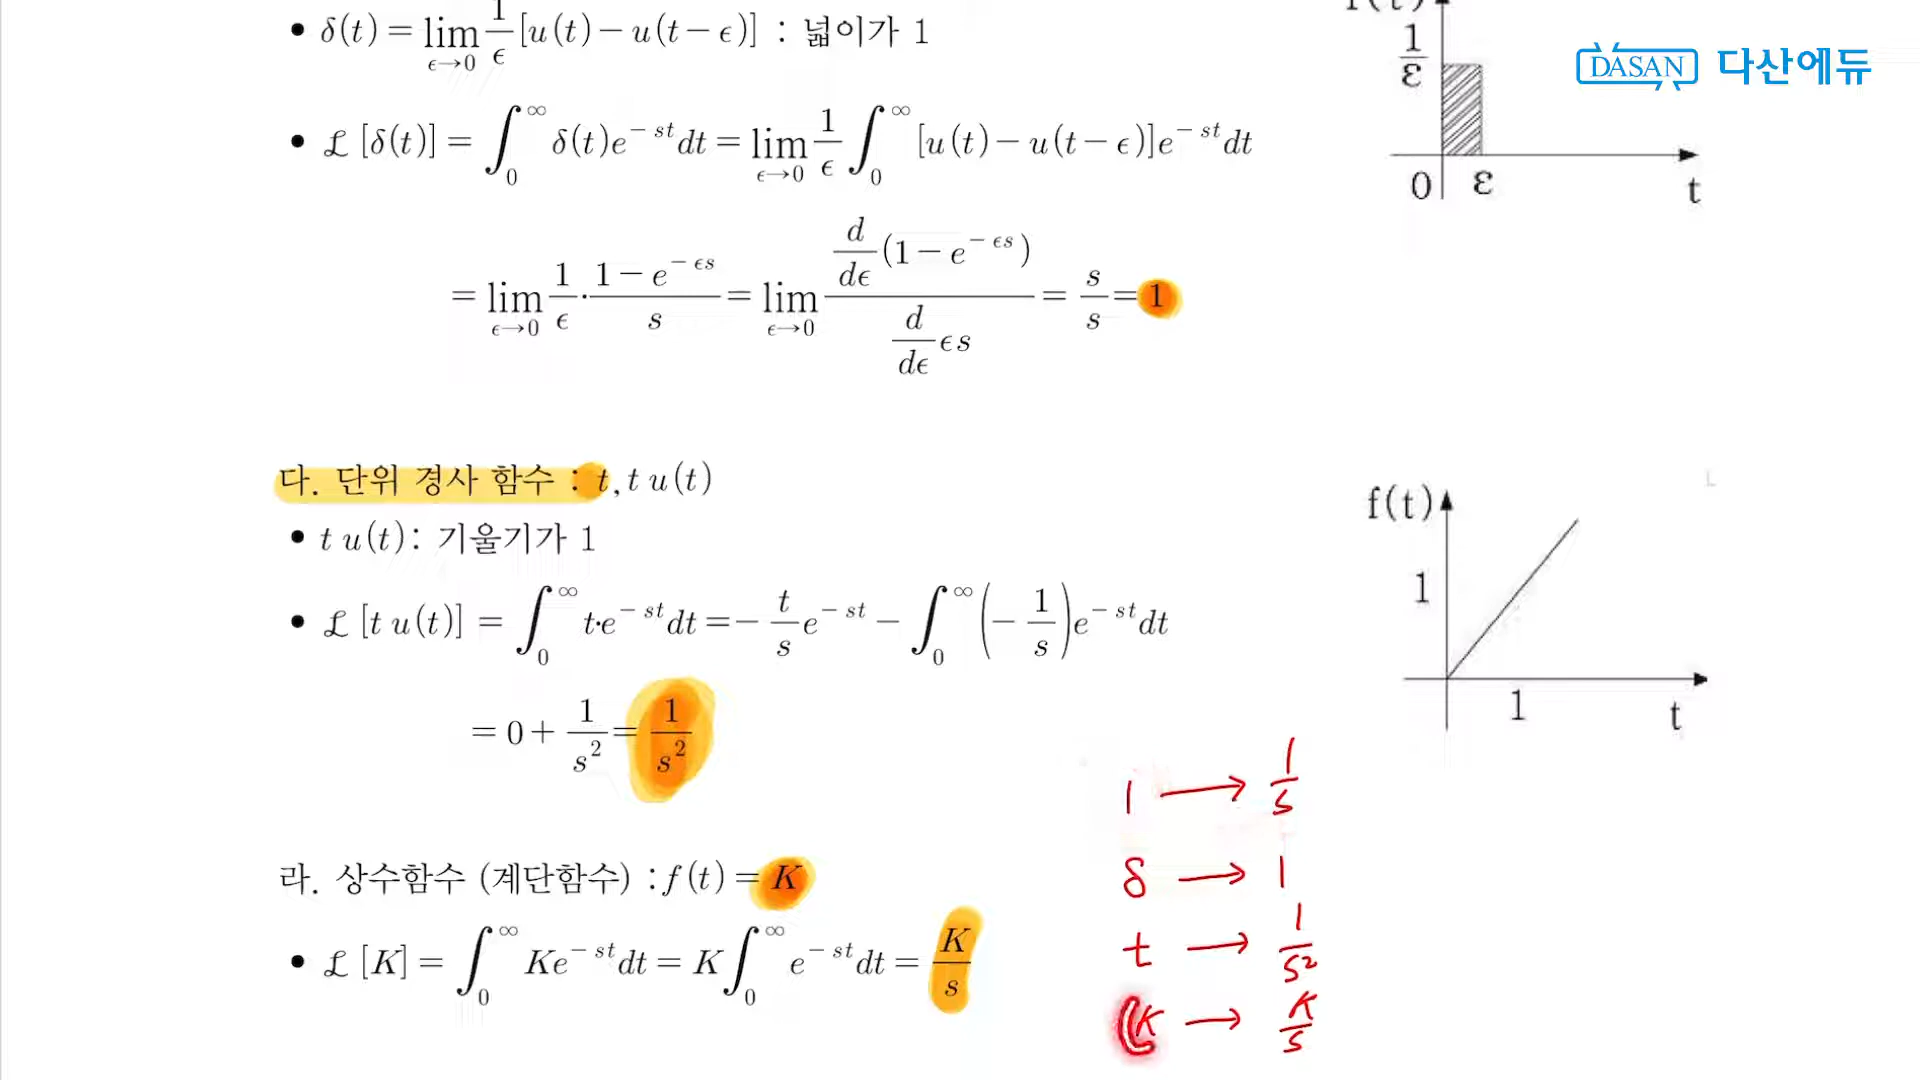 • δ(t) = lim_{ϵ→0} 1/ϵ [u(t) − u(t−ϵ)] : 넓이가 1
f(t)
1/ε
0 ε t
DASAN 다산에듀
• ℒ [δ(t)] = ∫_0^∞ δ(t)e^{−st}dt = lim_{ϵ→0} 1/ϵ ∫_0^∞ [u(t) − u(t−ϵ)]e^{−st}dt
= lim_{ϵ→0} 1/ϵ · (1−e^{−ϵs})/s = lim_{ϵ→0} (d/dϵ (1−e^{−ϵs}))/(d/dϵ ϵs) = s/s = 1
다. 단위 경사 함수 : t, t u(t)
• t u(t) : 기울기가 1
• ℒ [t u(t)] = ∫_0^∞ t·e^{−st}dt = − t/s e^{−st} − ∫_0^∞ (− 1/s)e^{−st}dt
= 0 + 1/s^2 = 1/s^2
f(t)
1
1 t
라. 상수함수 (계단함수) : f(t) = K
• ℒ [K] = ∫_0^∞ Ke^{−st}dt = K∫_0^∞ e^{−st}dt = K/s
1 → 1/s
δ → 1
t → 1/s^2
K → K/s